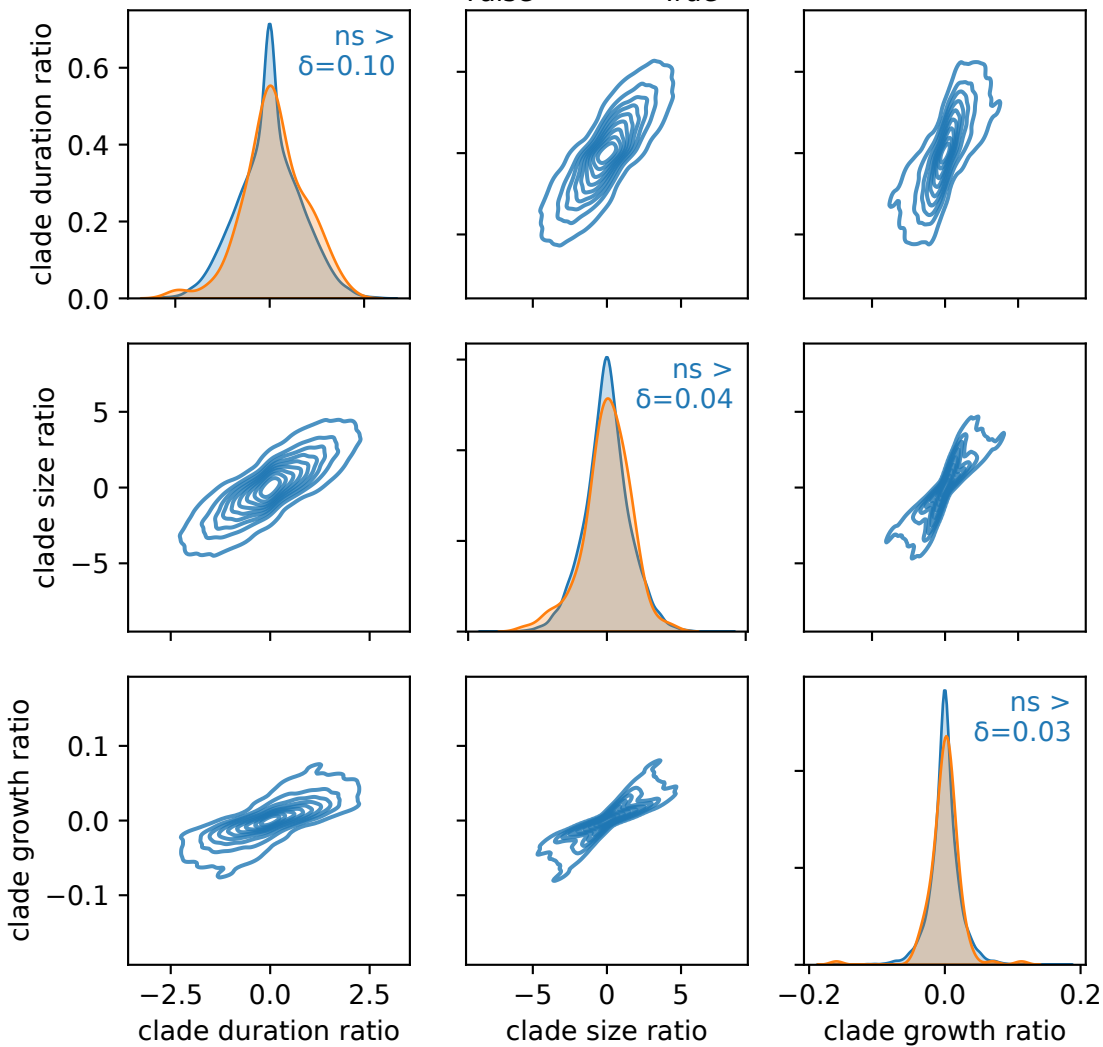 clade duration ratio
0.6
0.4
0.2
0.0
ns >
δ=0.10
clade size ratio
5
0
−5
ns >
δ=0.04
clade growth ratio
0.1
0.0
−0.1
ns >
δ=0.03
−2.5 0.0 2.5
−5 0 5
−0.2 0.0 0.2
clade duration ratio
clade size ratio
clade growth ratio